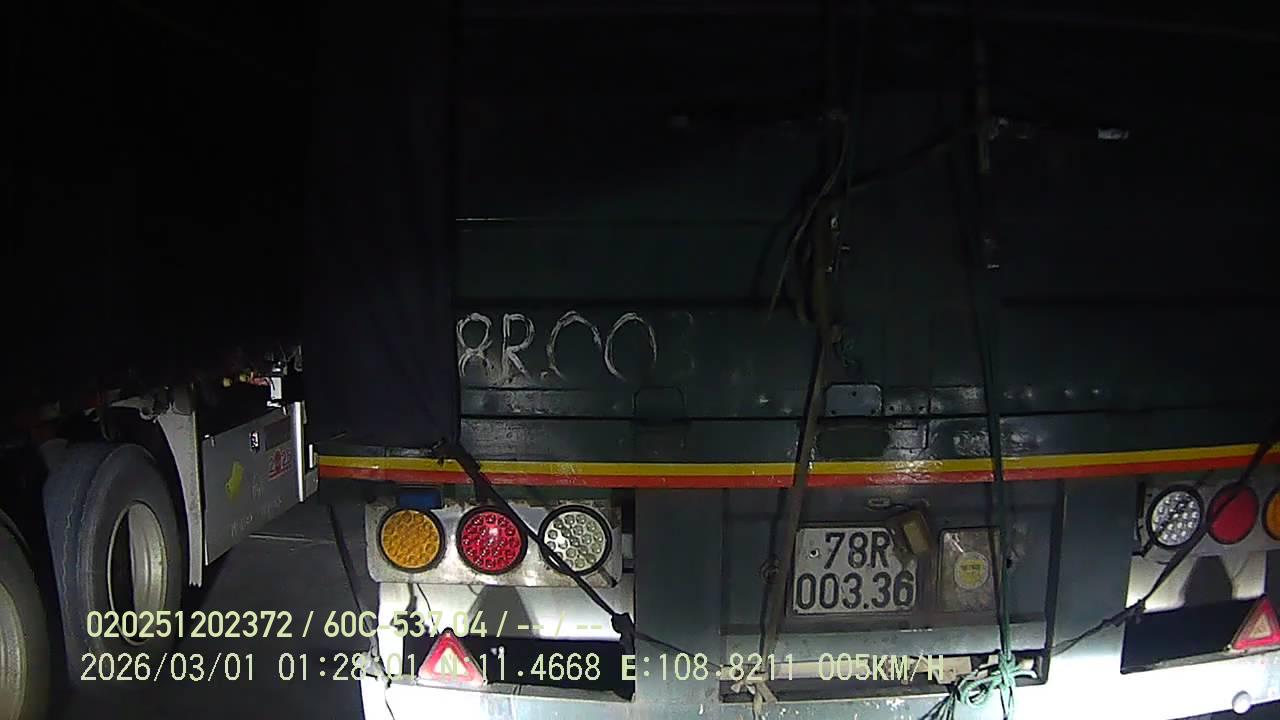 8R.00
78R
003.36
020251202372 / 60C-537.04 / -- / --
2026/03/01 01:28:01 N:11.4668 E:108.8211 005KM/H